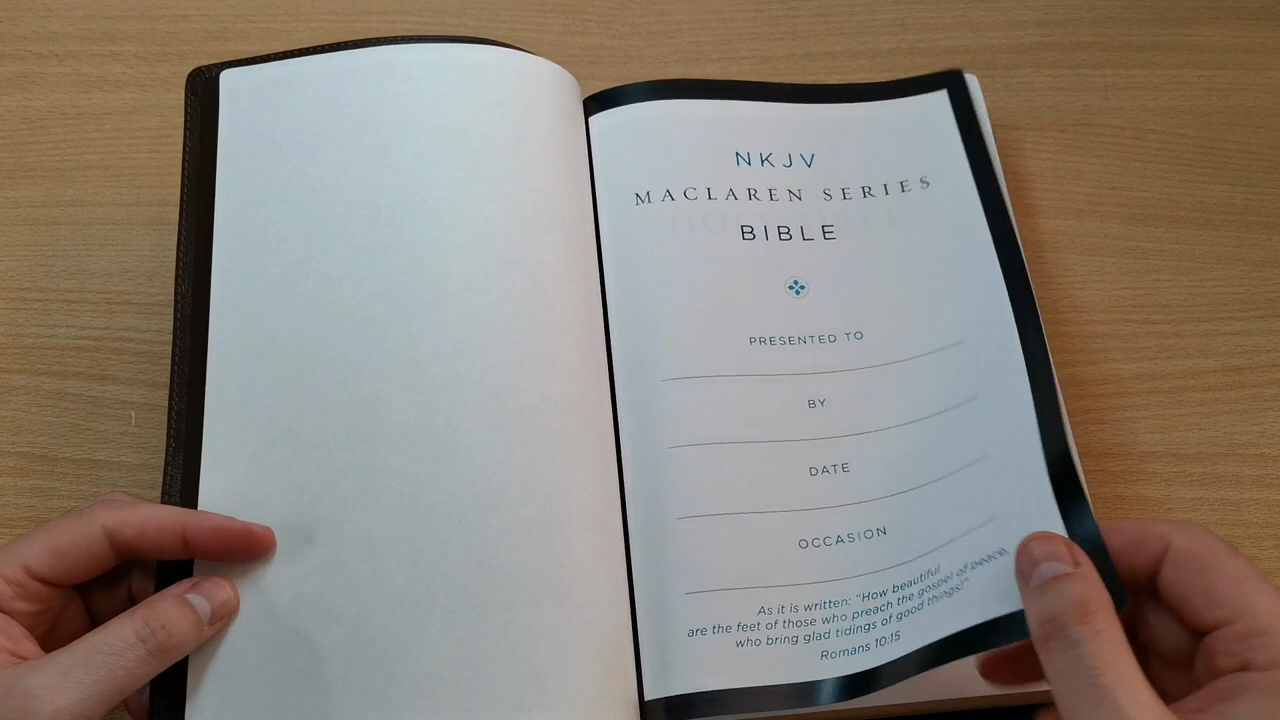 NKJV
MACLAREN SERIES
BIBLE
PRESENTED TO
BY
DATE
OCCASION
As it is written: “How beautiful
are the feet of those who preach the gospel of peace,
who bring glad tidings of good things!”
Romans 10:15